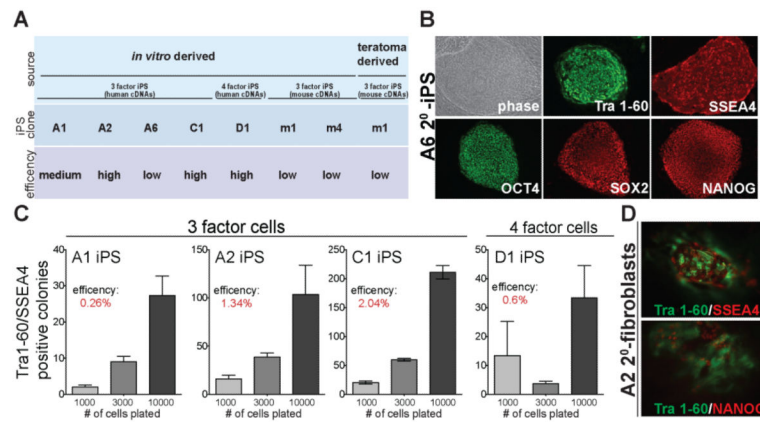 A
source
in vitro derived
teratoma
derived
3 factor iPS
(human cDNAs)
4 factor iPS
(human cDNAs)
3 factor iPS
(mouse cDNAs)
3 factor iPS
(mouse cDNAs)
iPS
clone
A1 A2 A6 C1 D1 m1 m4 m1
efficency
medium high low high high low low low
B
A6 2⁰-iPS
phase
Tra 1-60
SSEA4
OCT4
SOX2
NANOG
C
3 factor cells
4 factor cells
Tra1-60/SSEA4
positive colonies
A1 iPS
efficency:
0.26%
40
30
20
10
0
1000 3000 10000
# of cells plated
A2 iPS
efficency:
1.34%
150
100
50
0
1000 3000 10000
# of cells plated
C1 iPS
efficency:
2.04%
250
200
150
100
50
0
1000 3000 10000
# of cells plated
D1 iPS
efficency:
0.6%
50
40
30
20
10
0
1000 3000 10000
# of cells plated
D
A2 2⁰-fibroblasts
Tra 1-60/SSEA4
Tra 1-60/NANOG